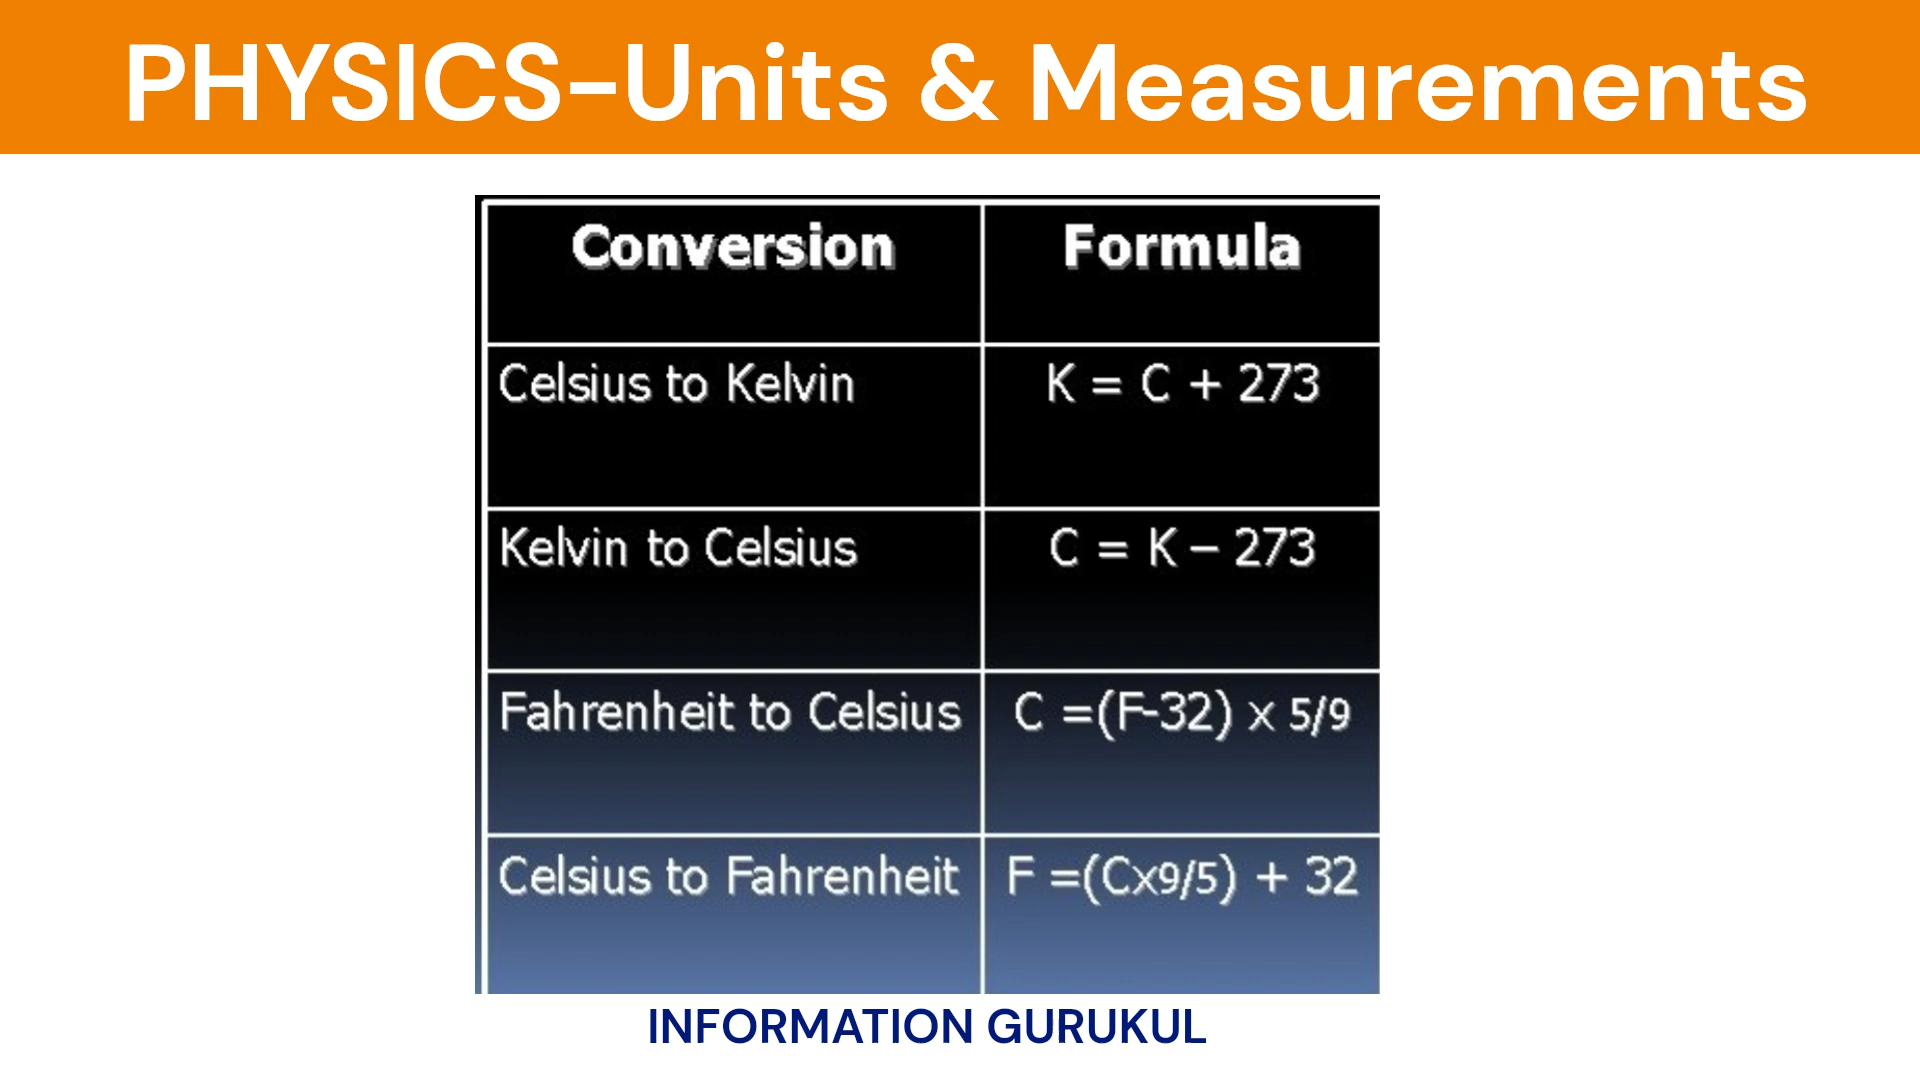 PHYSICS-Units & Measurements
Conversion Formula
Celsius to Kelvin K = C + 273
Kelvin to Celsius C = K – 273
Fahrenheit to Celsius C =(F-32) x 5/9
Celsius to Fahrenheit F =(Cx9/5) + 32
INFORMATION GURUKUL